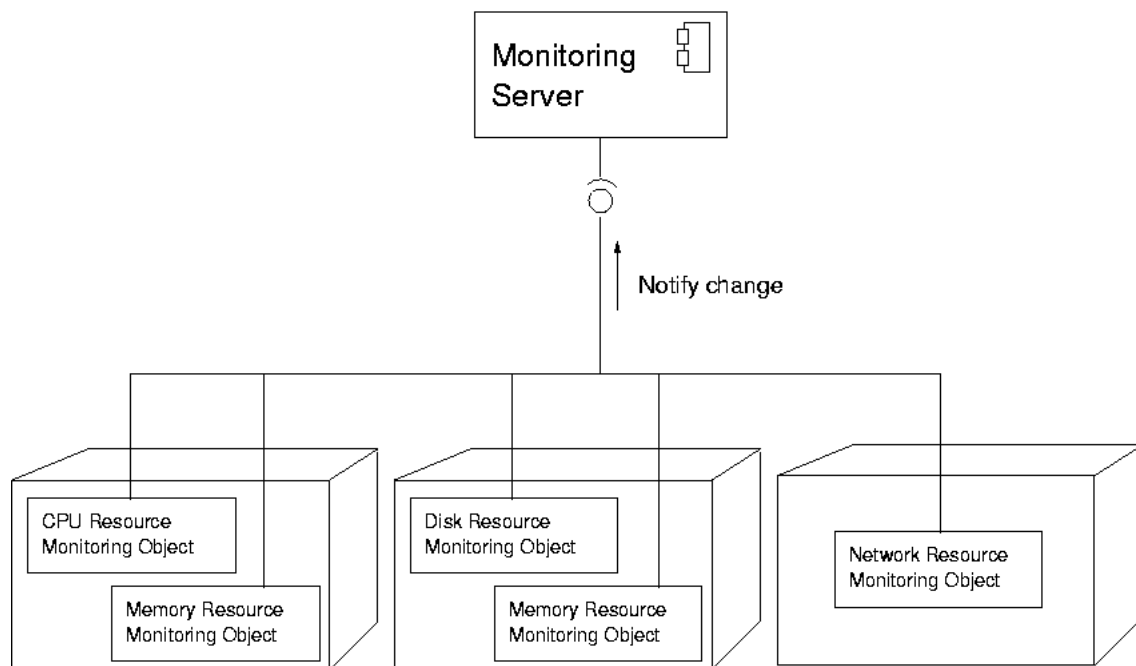 Monitoring
Server
Notify change
CPU Resource
Monitoring Object
Memory Resource
Monitoring Object
Disk Resource
Monitoring Object
Memory Resource
Monitoring Object
Network Resource
Monitoring Object